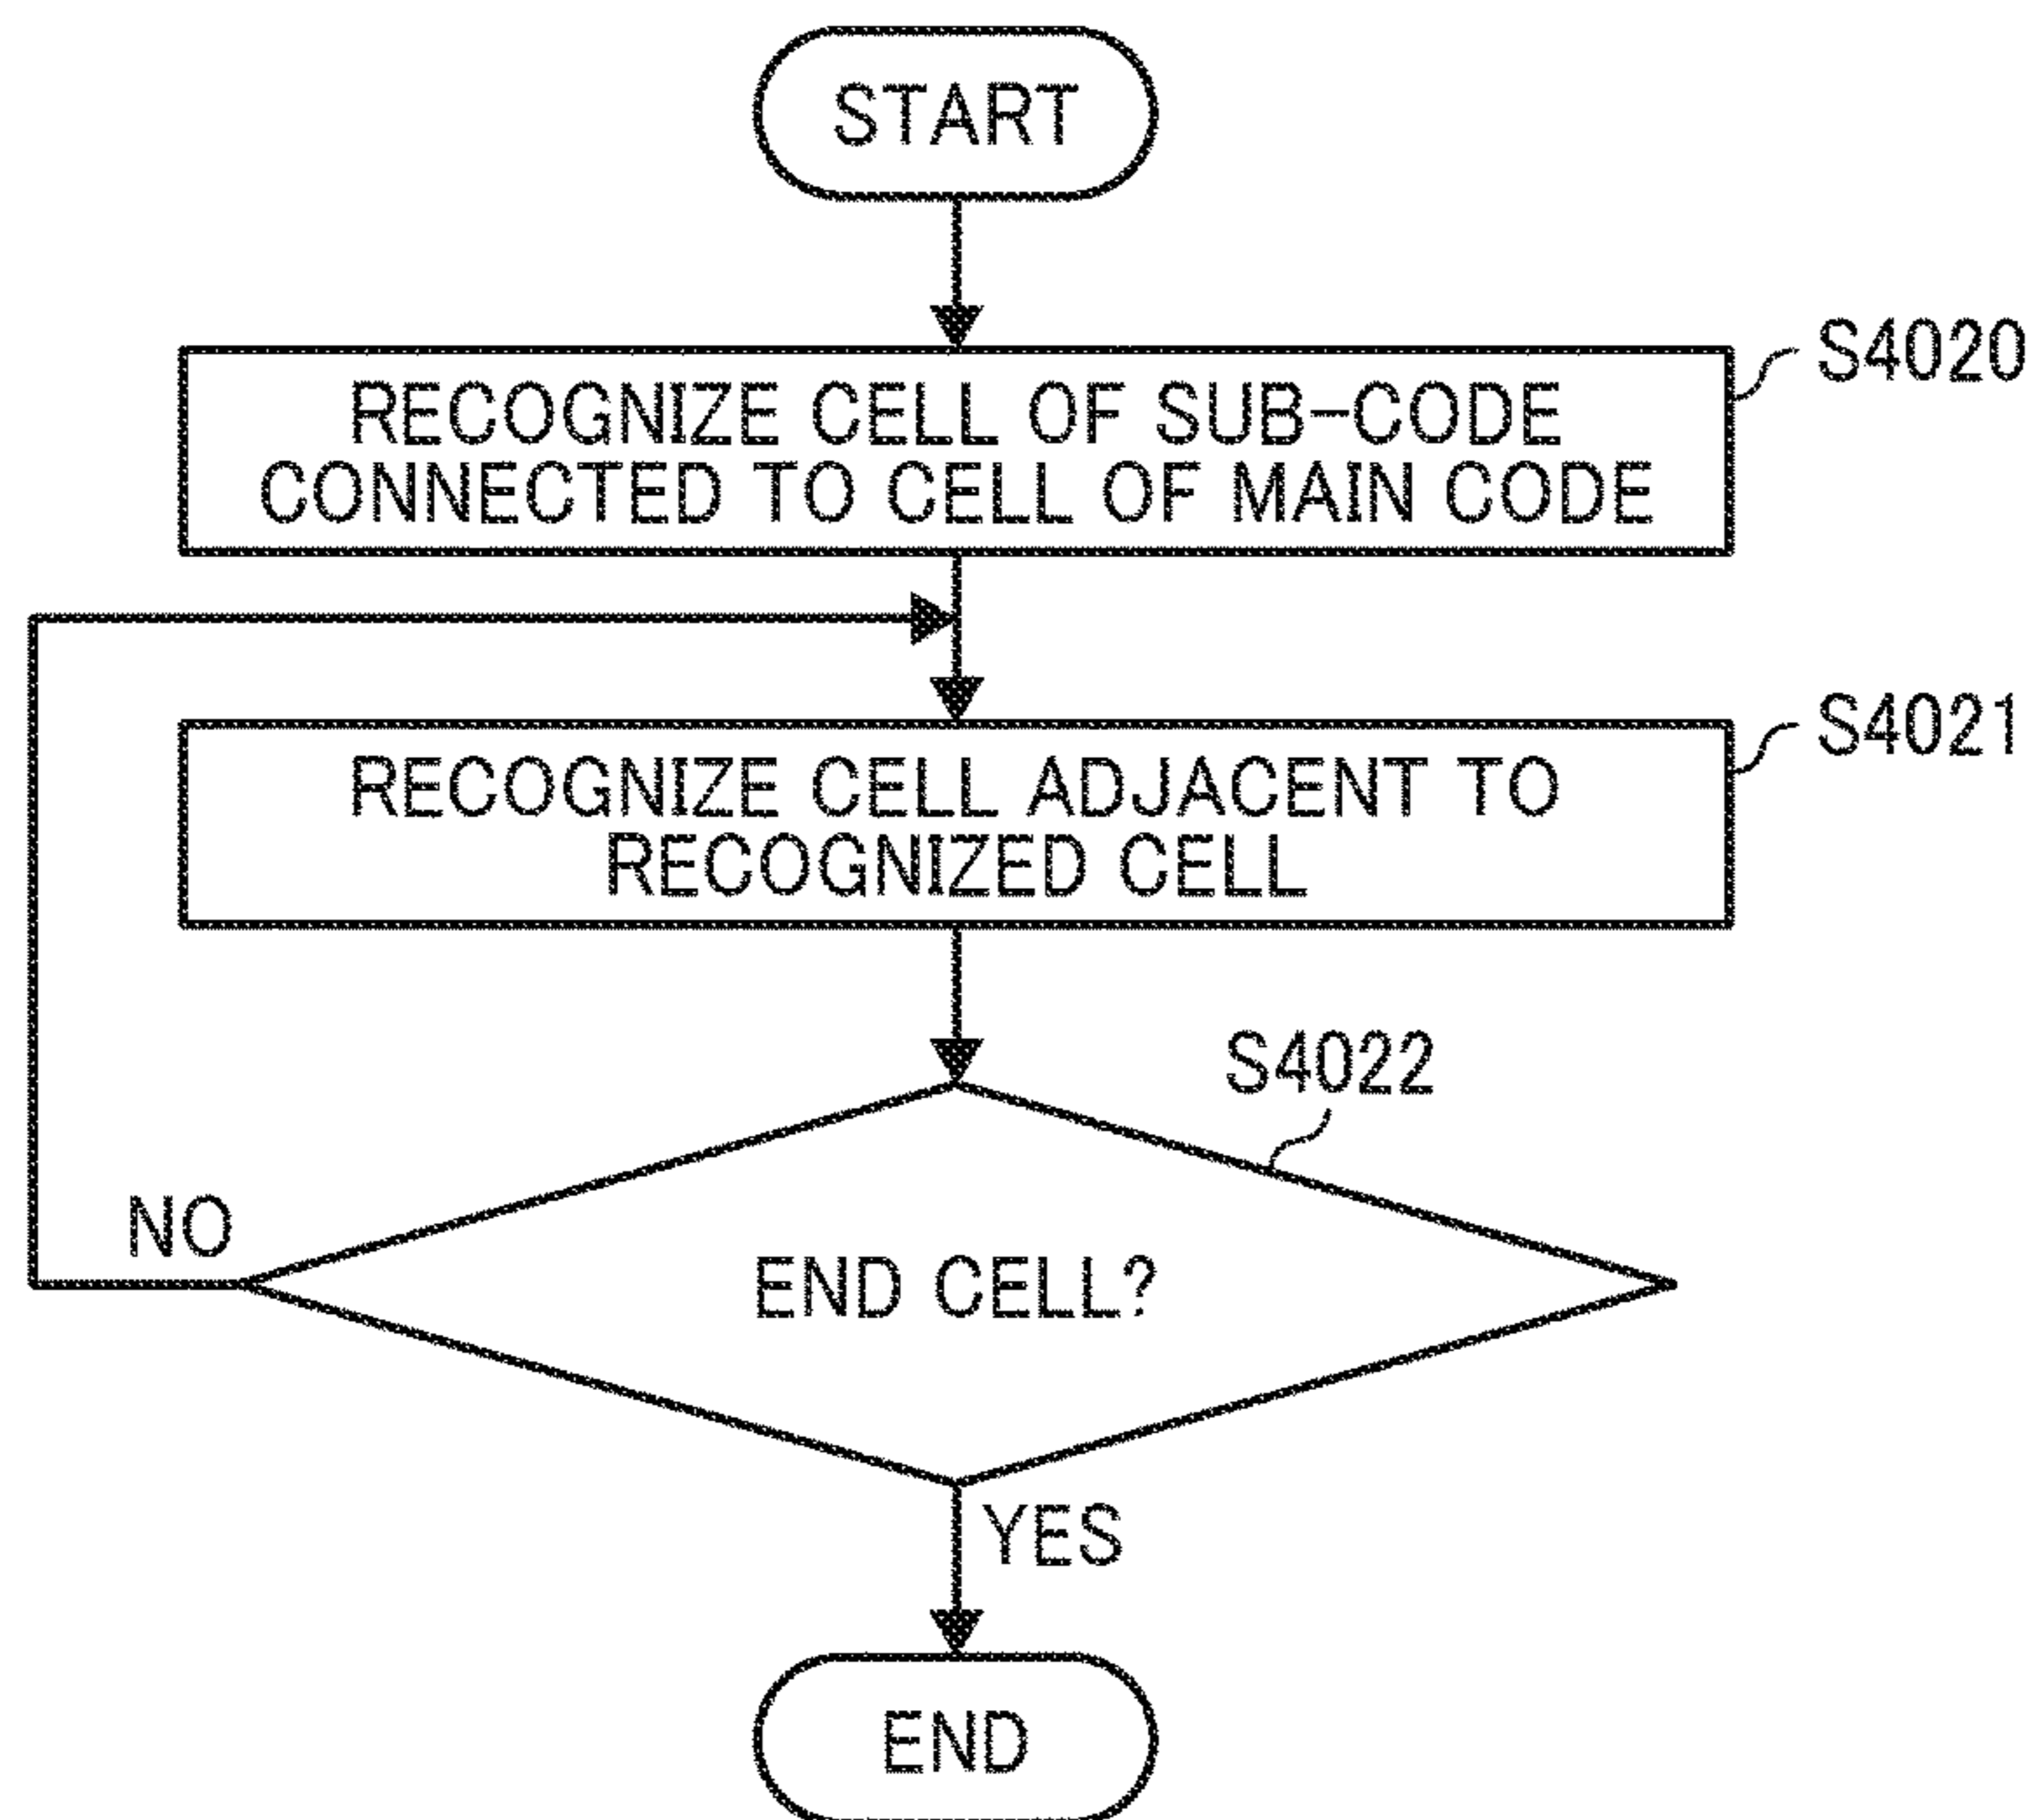 START
RECOGNIZE CELL OF SUB-CODE
CONNECTED TO CELL OF MAIN CODE
S4020
RECOGNIZE CELL ADJACENT TO
RECOGNIZED CELL
S4021
S4022
END CELL?
NO
YES
END